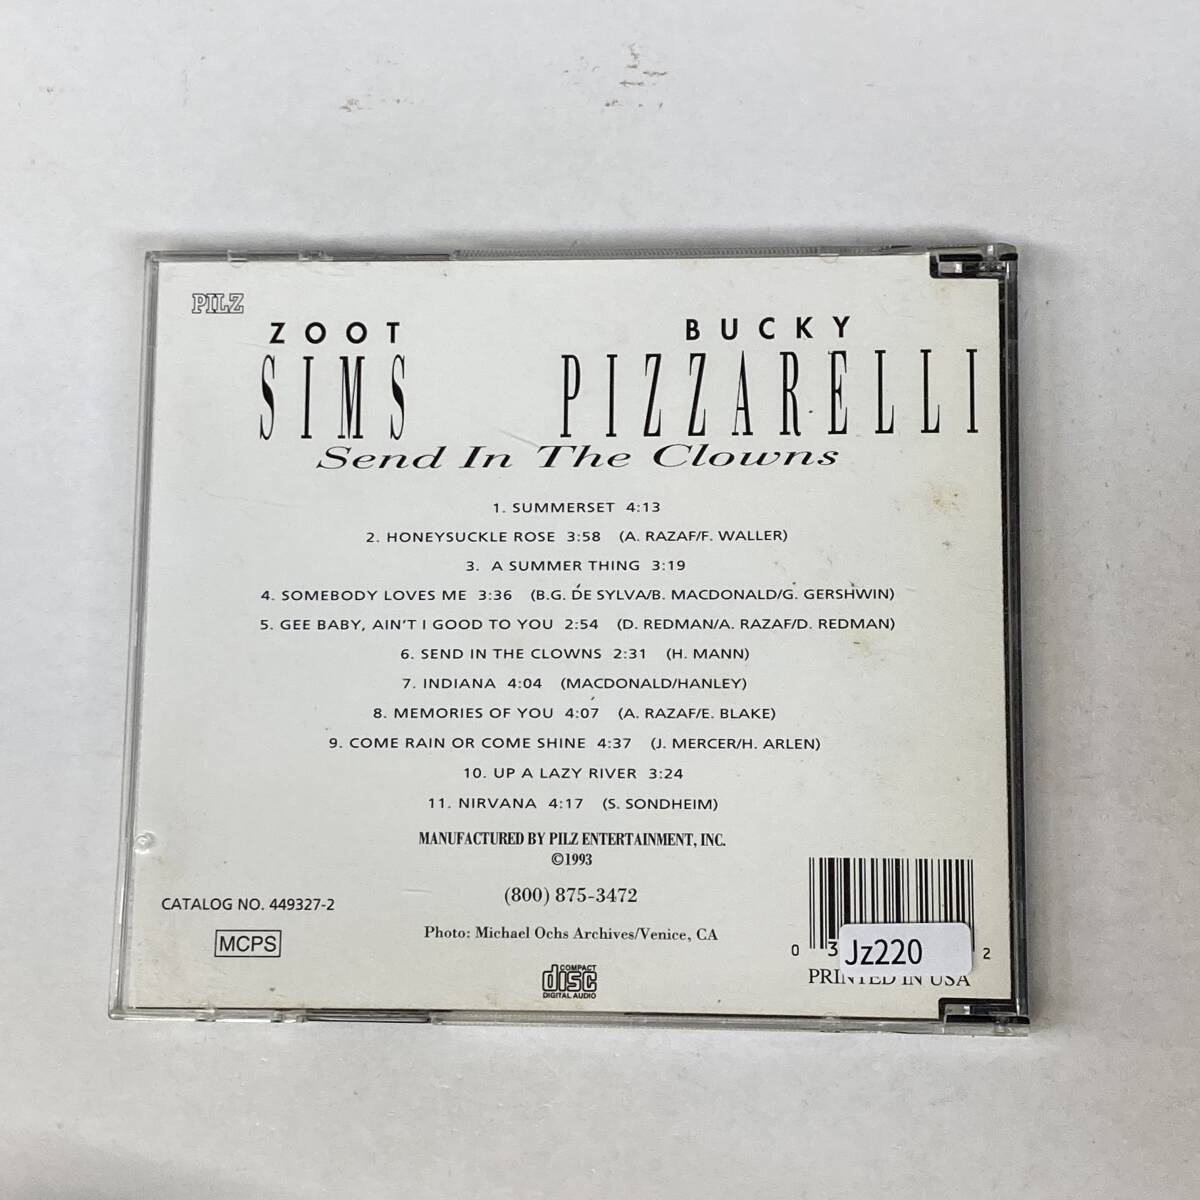 PILZ
ZOOT BUCKY
SIMS PIZZARELLI
Send In The Clowns
1. SUMMERSET 4:13
2. HONEYSUCKLE ROSE 3:58 (A. RAZAF/F. WALLER)
3. A SUMMER THING 3:19
4. SOMEBODY LOVES ME 3:36 (B.G. DE SYLVA/B. MACDONALD/G. GERSHWIN)
5. GEE BABY, AIN'T I GOOD TO YOU 2:54 (D. REDMAN/A. RAZAF/D. REDMAN)
6. SEND IN THE CLOWNS 2:31 (H. MANN)
7. INDIANA 4:04 (MACDONALD/HANLEY)
8. MEMORIES OF YOU 4:07 (A. RAZAF/E. BLAKE)
9. COME RAIN OR COME SHINE 4:37 (J. MERCER/H. ARLEN)
10. UP A LAZY RIVER 3:24
11. NIRVANA 4:17 (S. SONDHEIM)
MANUFACTURED BY PILZ ENTERTAINMENT, INC.
©1993
(800) 875-3472
CATALOG NO. 449327-2
Photo: Michael Ochs Archives/Venice, CA
MCPS
COMPACT
disc
DIGITAL AUDIO
Jz220
0 3 2
PRINTED IN USA